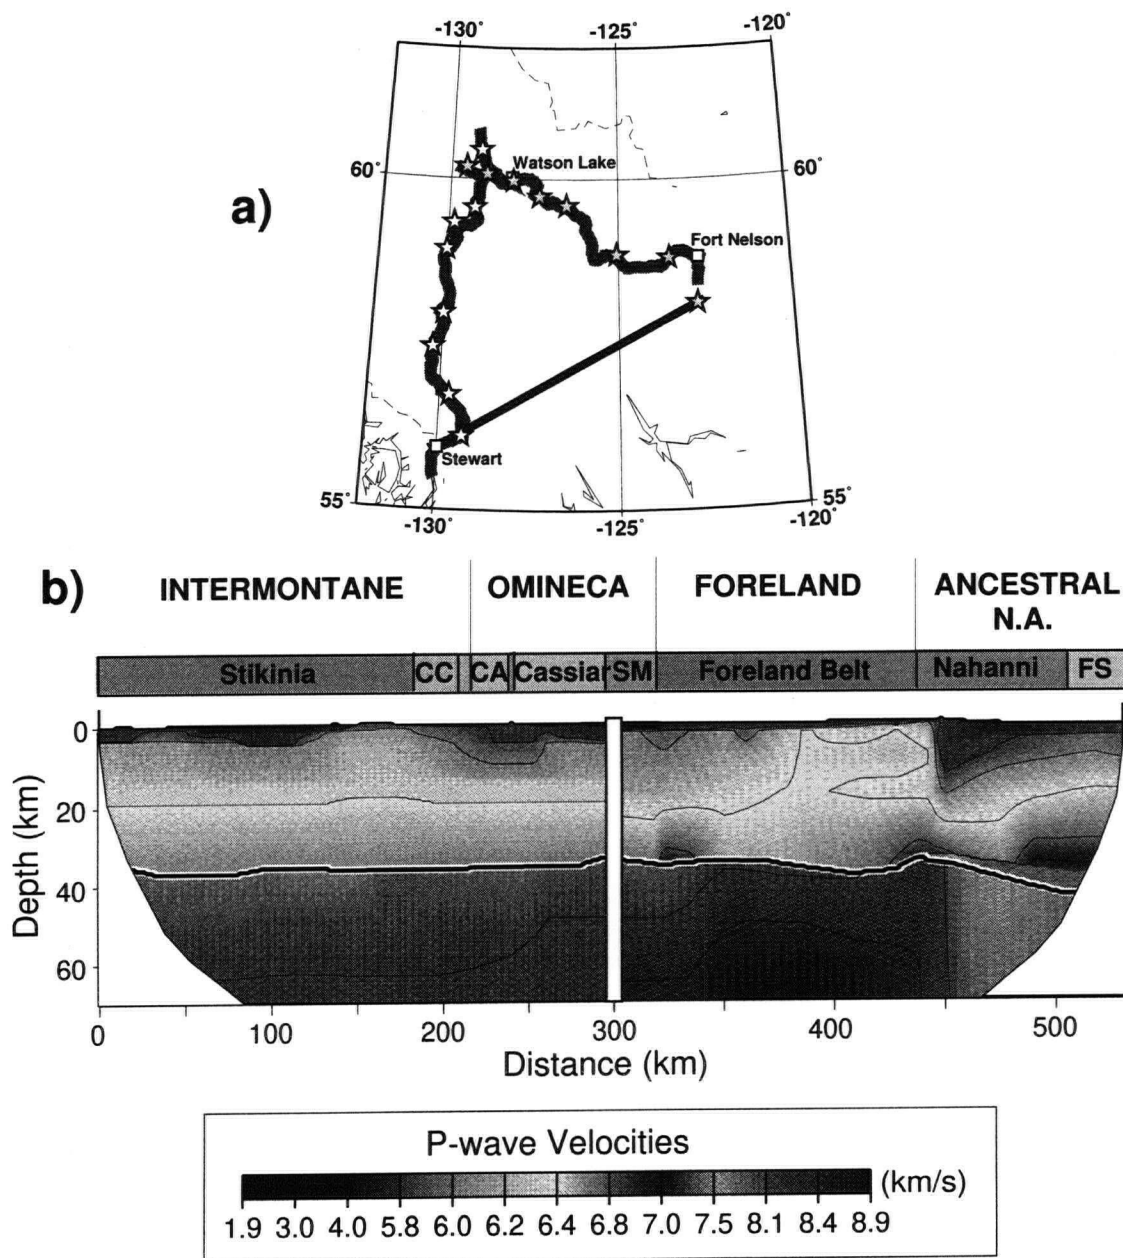 -130° -125° -120°
a)
60° Watson Lake 60°
Fort Nelson
Stewart
55° 55°
-130° -125° -120°
b) INTERMONTANE OMINECA FORELAND ANCESTRAL
N.A.
Stikinia CC CA Cassiar SM Foreland Belt Nahanni FS
Depth (km)
0
20
40
60
0 100 200 300 400 500
Distance (km)
P-wave Velocities
(km/s)
1.9 3.0 4.0 5.8 6.0 6.2 6.4 6.8 7.0 7.5 8.1 8.4 8.9